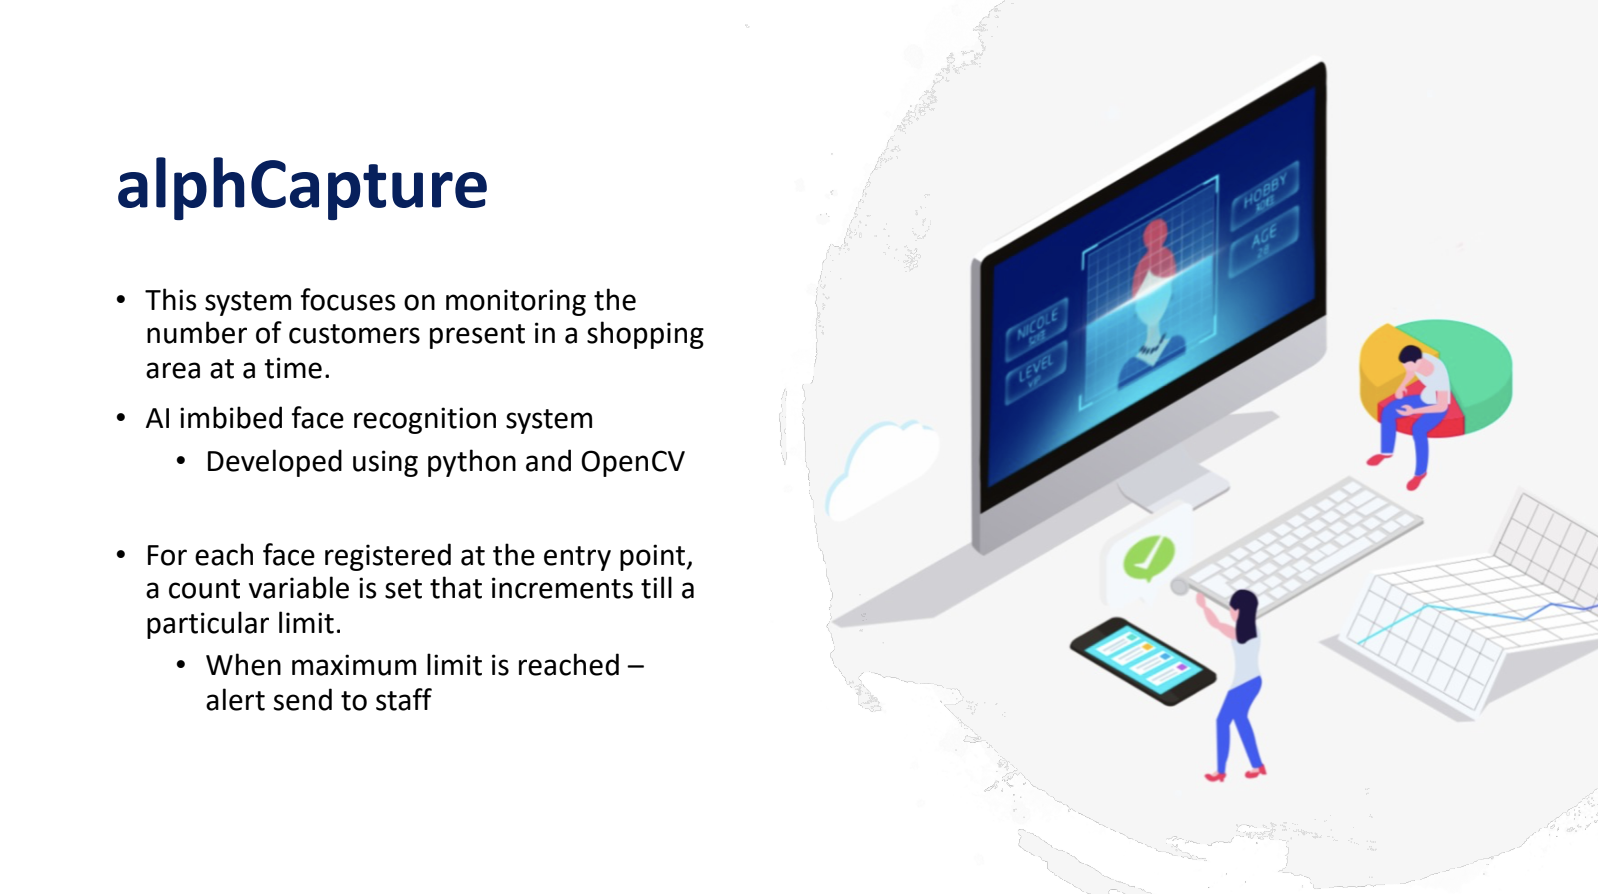 alphCapture
• This system focuses on monitoring the
number of customers present in a shopping
area at a time.
• AI imbibed face recognition system
• Developed using python and OpenCV
• For each face registered at the entry point,
a count variable is set that increments till a
particular limit.
• When maximum limit is reached –
alert send to staff
HOBBY
AGE
NICOLE
LEVEL
VIP